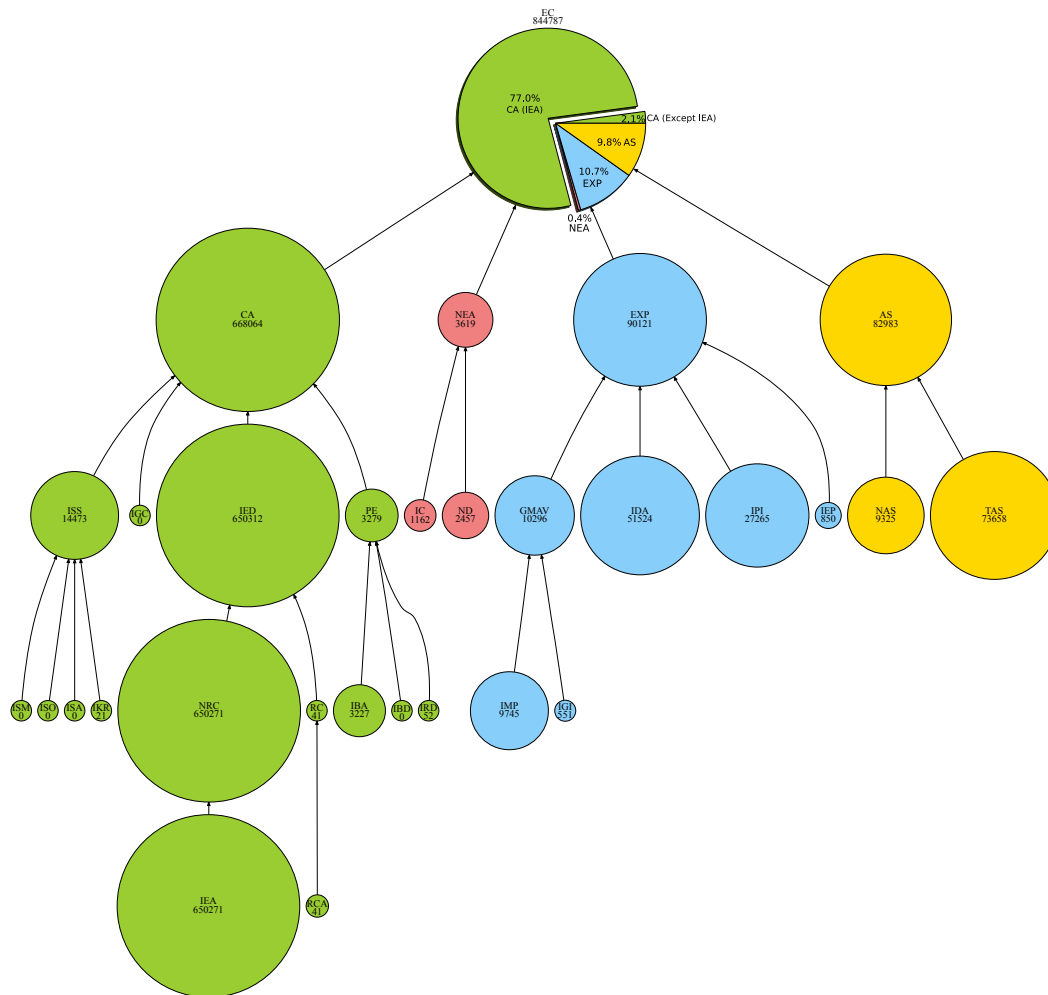 EC
844787
77.0%
CA (IEA)
2.1% CA (Except IEA)
9.8% AS
10.7%
EXP
0.4%
NEA
CA
668064
NEA
3619
EXP
90121
AS
82983
ISS
14473
IGC
0
IED
650312
PE
3279
IC
1162
ND
2457
GMAV
10296
IDA
51524
IPI
27265
IEP
850
NAS
9325
TAS
73658
ISM
0
ISO
0
ISA
0
IKR
21
NRC
650271
RC
41
IBA
3227
IBD
0
IRD
52
IMP
9745
IGI
551
IEA
650271
RCA
41